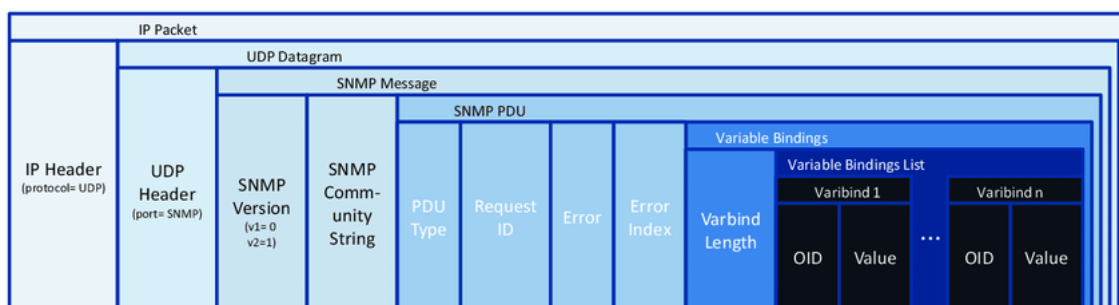 IP Packet
UDP Datagram
SNMP Message
SNMP PDU
Variable Bindings
Variable Bindings List
IP Header
(protocol= UDP)
UDP
Header
(port= SNMP)
SNMP
Version
(v1= 0
v2=1)
SNMP
Comm-
unity
String
PDU
Type
Request
ID
Error
Error
Index
Varbind
Length
Varibind 1
OID
Value
...
Varibind n
OID
Value